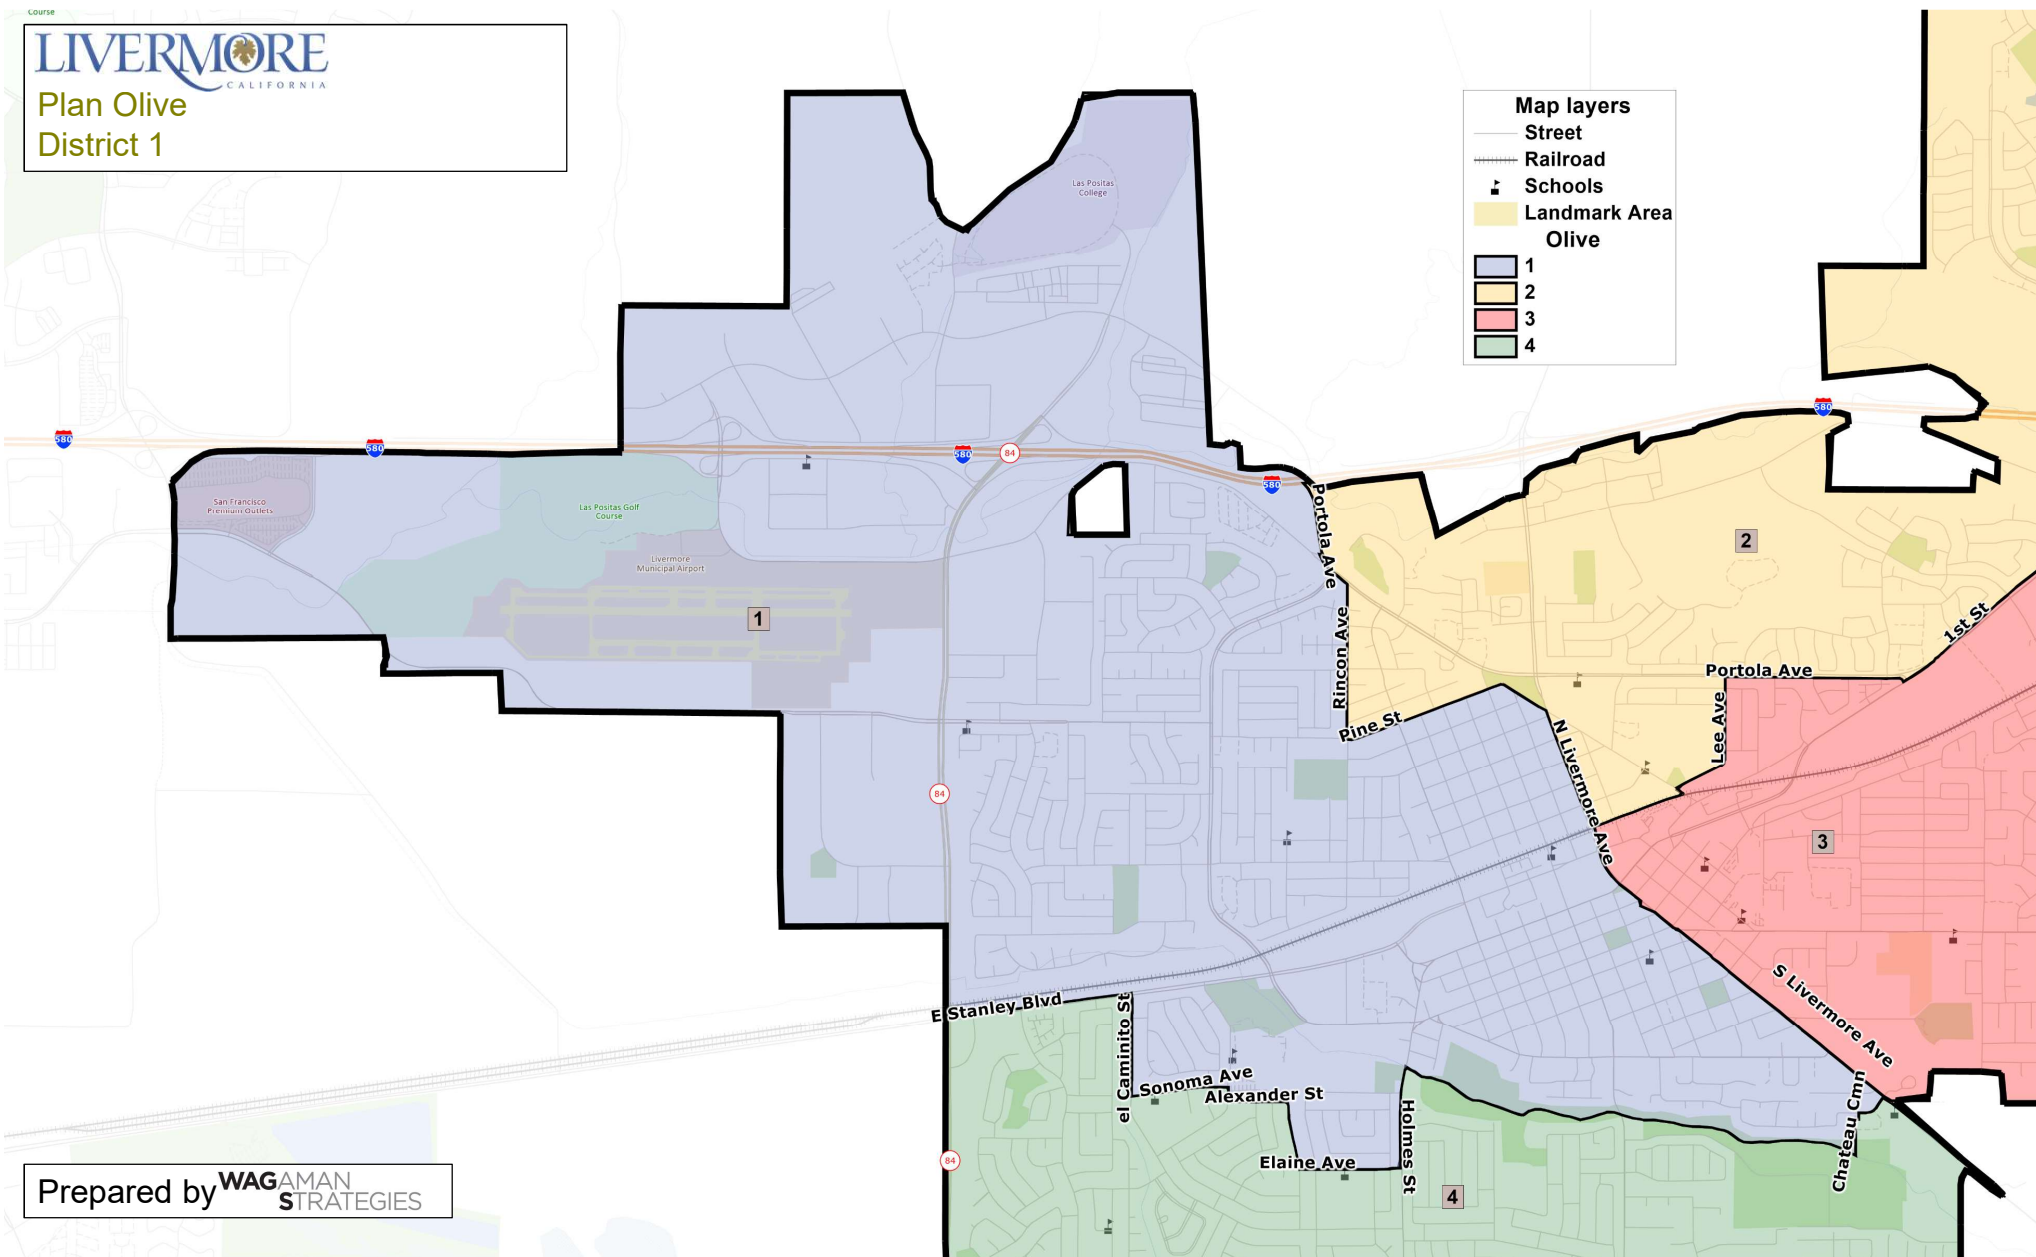 Course
LIVERMORE
CALIFORNIA
Plan Olive
District 1
Map layers
Street
Railroad
Schools
Landmark Area
Olive
1
2
3
4
Las Positas
College
580
580
580
84
580
580
San Francisco
Premium Outlets
Las Positas Golf
Course
Livermore
Municipal Airport
1
2
Portola Ave
Rincon Ave
Pine St
1st St
Portola Ave
Lee Ave
N Livermore Ave
84
3
S Livermore Ave
E Stanley Blvd
el Caminito St
Sonoma Ave
Alexander St
Holmes St
Chateau Cmn
Elaine Ave
84
4
Prepared by WAGAMAN
STRATEGIES